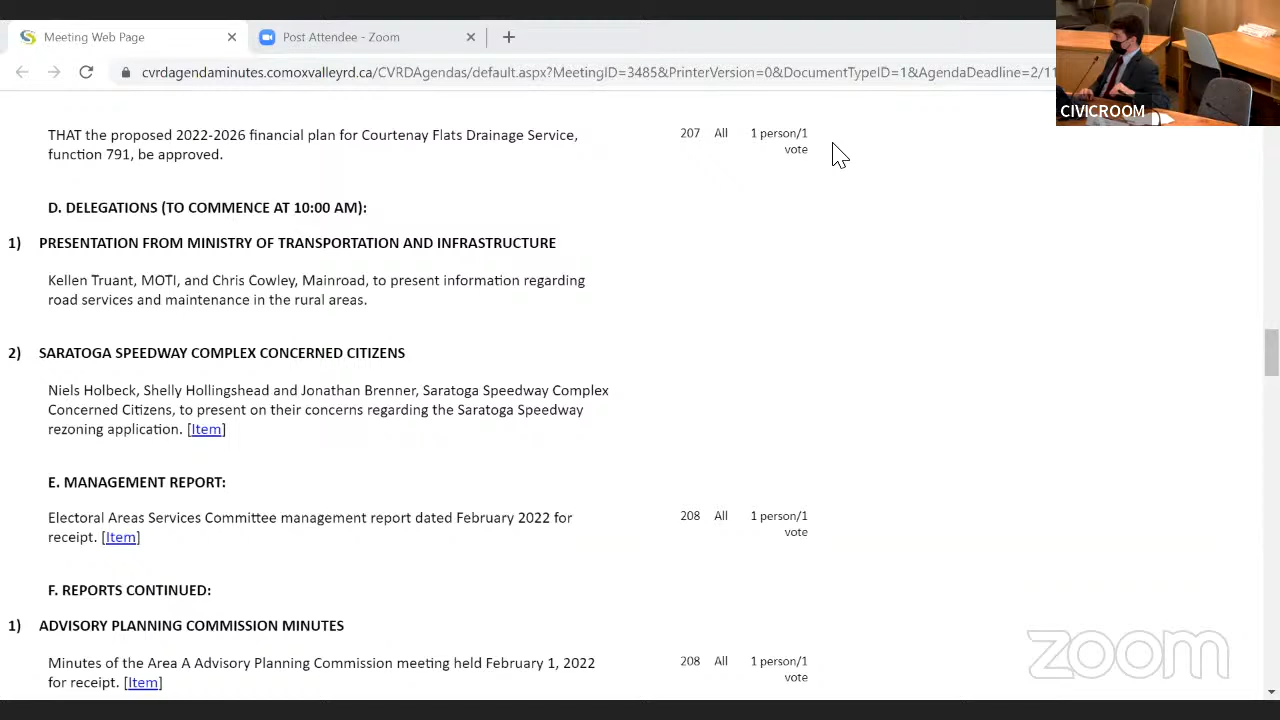 Meeting Web Page
Post Attendee - Zoom
cvrdagendaminutes.comoxvalleyrd.ca/CVRDAgendas/default.aspx?MeetingID=3485&PrinterVersion=0&DocumentTypeID=1&AgendaDeadline=2/11
CIVICROOM
THAT the proposed 2022-2026 financial plan for Courtenay Flats Drainage Service, 207 All 1 person/1
function 791, be approved. vote
D. DELEGATIONS (TO COMMENCE AT 10:00 AM):
1) PRESENTATION FROM MINISTRY OF TRANSPORTATION AND INFRASTRUCTURE
Kellen Truant, MOTI, and Chris Cowley, Mainroad, to present information regarding
road services and maintenance in the rural areas.
2) SARATOGA SPEEDWAY COMPLEX CONCERNED CITIZENS
Niels Holbeck, Shelly Hollingshead and Jonathan Brenner, Saratoga Speedway Complex
Concerned Citizens, to present on their concerns regarding the Saratoga Speedway
rezoning application. [Item]
E. MANAGEMENT REPORT:
Electoral Areas Services Committee management report dated February 2022 for 208 All 1 person/1
receipt. [Item] vote
F. REPORTS CONTINUED:
1) ADVISORY PLANNING COMMISSION MINUTES
Minutes of the Area A Advisory Planning Commission meeting held February 1, 2022 208 All 1 person/1
for receipt. [Item] vote
zoom